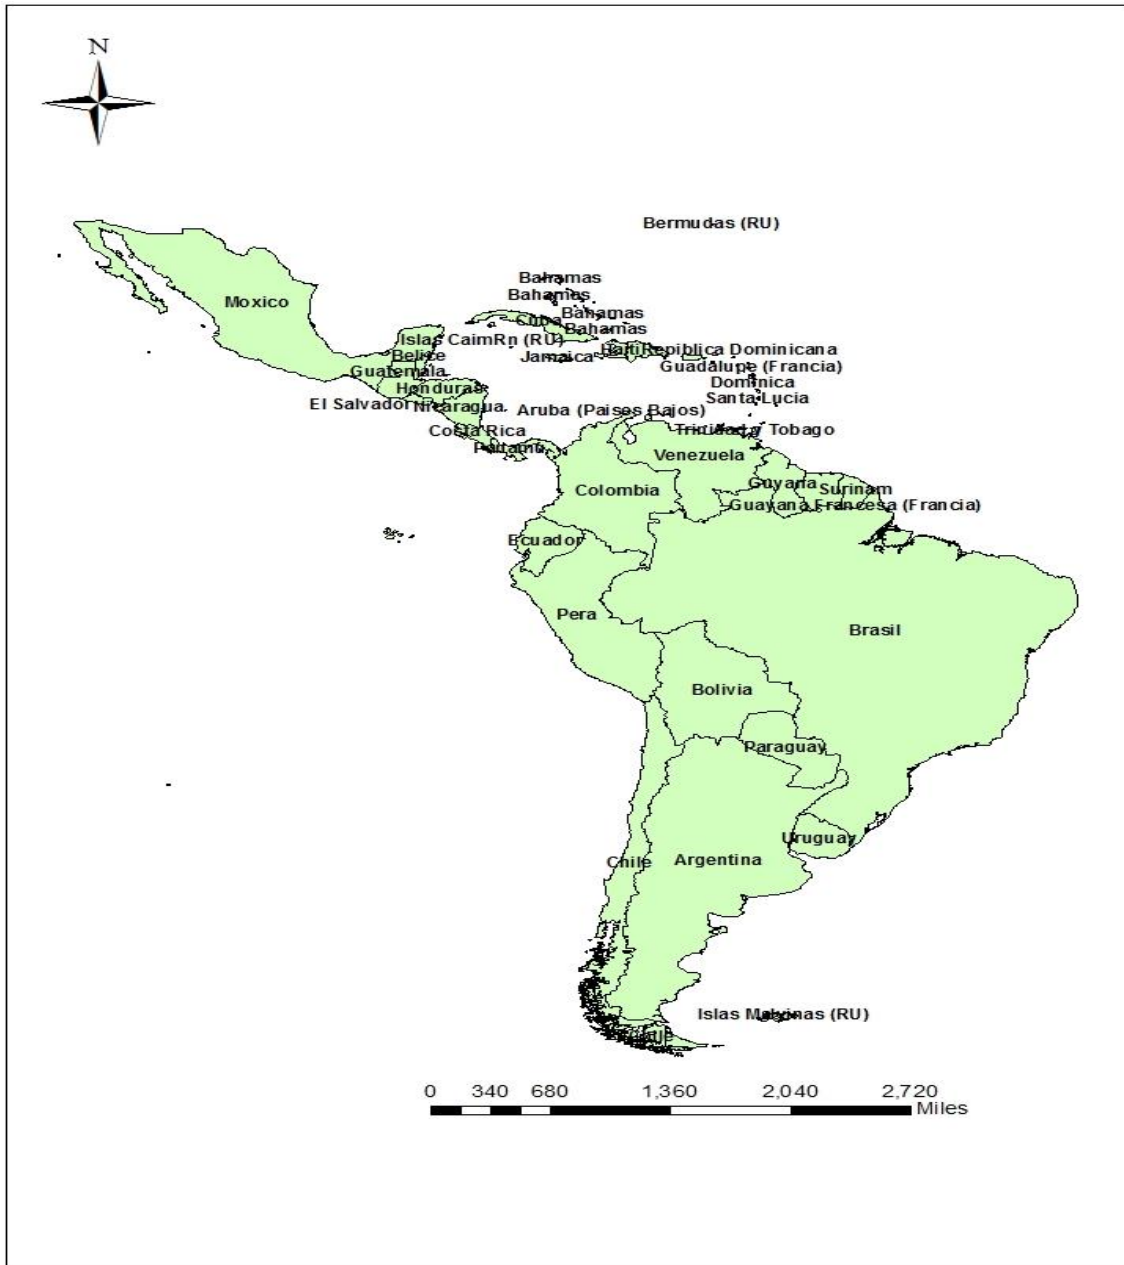 N
Bermudas (RU)
Bahamas
Bahamas
Moxico
Bahamas
Cuba
Bahamas
Islas CaimRn (RU)
Haiti
Repiblica Dominicana
Belice
Jamaica
Guatemala
Guadalupe (Francia)
Honduras
Dominica
Santa Lucia
El Salvador
Nicaragua
Aruba (Paises Bajos)
Costa Rica
Trinidad y Tobago
Venezuela
Guyana
Colombia
Surinam
Guayana Francesa (Francia)
Ecuador
Pera
Brasil
Bolivia
Paraguay
Uruguay
Chile
Argentina
Islas Malvinas (RU)
0 340 680 1,360 2,040 2,720
Miles